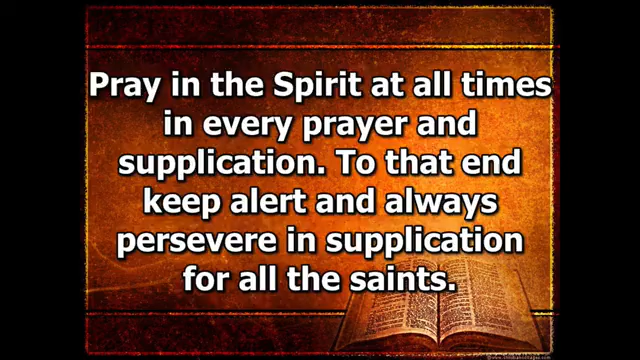 Pray in the Spirit at all times
in every prayer and
supplication. To that end
keep alert and always
persevere in supplication
for all the saints.